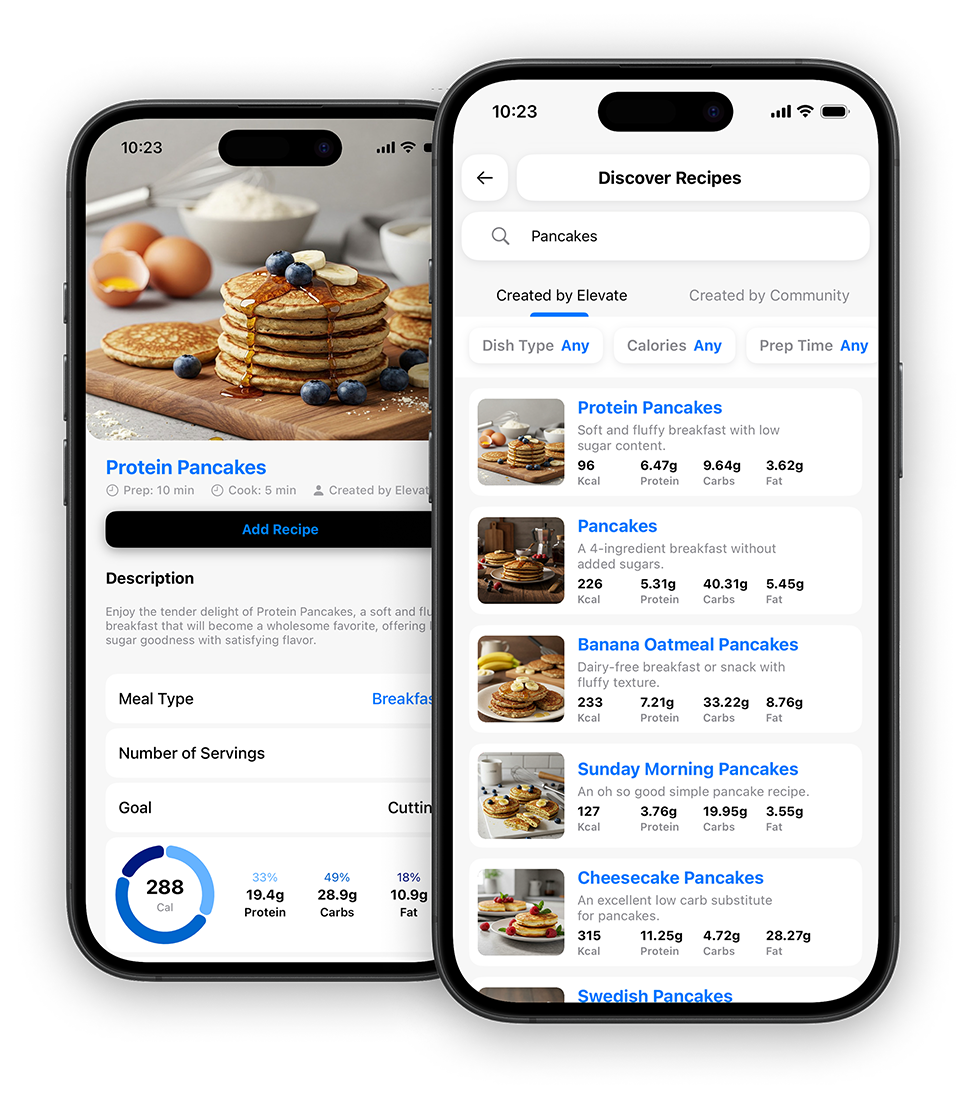 10:23
Protein Pancakes
Prep: 10 min Cook: 5 min Created by Elevat
Add Recipe
Description
Enjoy the tender delight of Protein Pancakes, a soft and flu
breakfast that will become a wholesome favorite, offering
sugar goodness with satisfying flavor.
Meal Type Breakfas
Number of Servings
Goal Cuttin
288
Cal
33% 49% 18%
19.4g 28.9g 10.9g
Protein Carbs Fat
10:23
Discover Recipes
Pancakes
Created by Elevate Created by Community
Dish Type Any Calories Any Prep Time Any
Protein Pancakes
Soft and fluffy breakfast with low
sugar content.
96 6.47g 9.64g 3.62g
Kcal Protein Carbs Fat
Pancakes
A 4-ingredient breakfast without
added sugars.
226 5.31g 40.31g 5.45g
Kcal Protein Carbs Fat
Banana Oatmeal Pancakes
Dairy-free breakfast or snack with
fluffy texture.
233 7.21g 33.22g 8.76g
Kcal Protein Carbs Fat
Sunday Morning Pancakes
An oh so good simple pancake recipe.
127 3.76g 19.95g 3.55g
Kcal Protein Carbs Fat
Cheesecake Pancakes
An excellent low carb substitute
for pancakes.
315 11.25g 4.72g 28.27g
Kcal Protein Carbs Fat
Swedish Pancakes